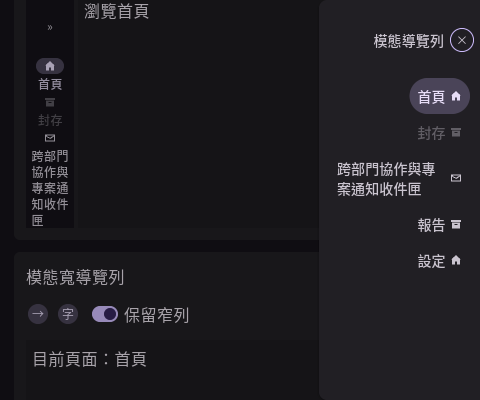 瀏覽首頁
»
首頁
封存
跨部門
協作與
專案通
知收件
匣
模態寬導覽列
→ 字 保留窄列
目前頁面：首頁
模態導覽列
首頁
封存
跨部門協作與專
案通知收件匣
報告
設定